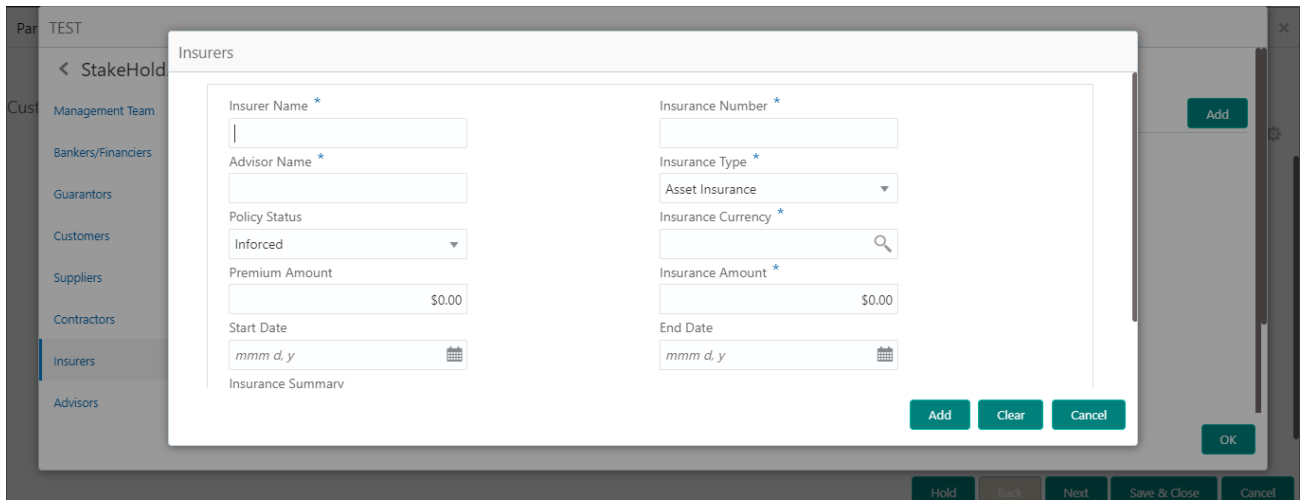 Par
TEST
×
Insurers
< StakeHold
Cust
Management Team
Bankers/Financiers
Guarantors
Customers
Suppliers
Contractors
Insurers
Advisors
Add
Insurer Name *
Insurance Number *
Advisor Name *
Insurance Type *
Asset Insurance
Policy Status
Insurance Currency *
Inforced
Premium Amount
Insurance Amount *
$0.00
$0.00
Start Date
End Date
mmm d, y
mmm d, y
Insurance Summary
Add
Clear
Cancel
OK
Hold
Back
Next
Save & Close
Cancel